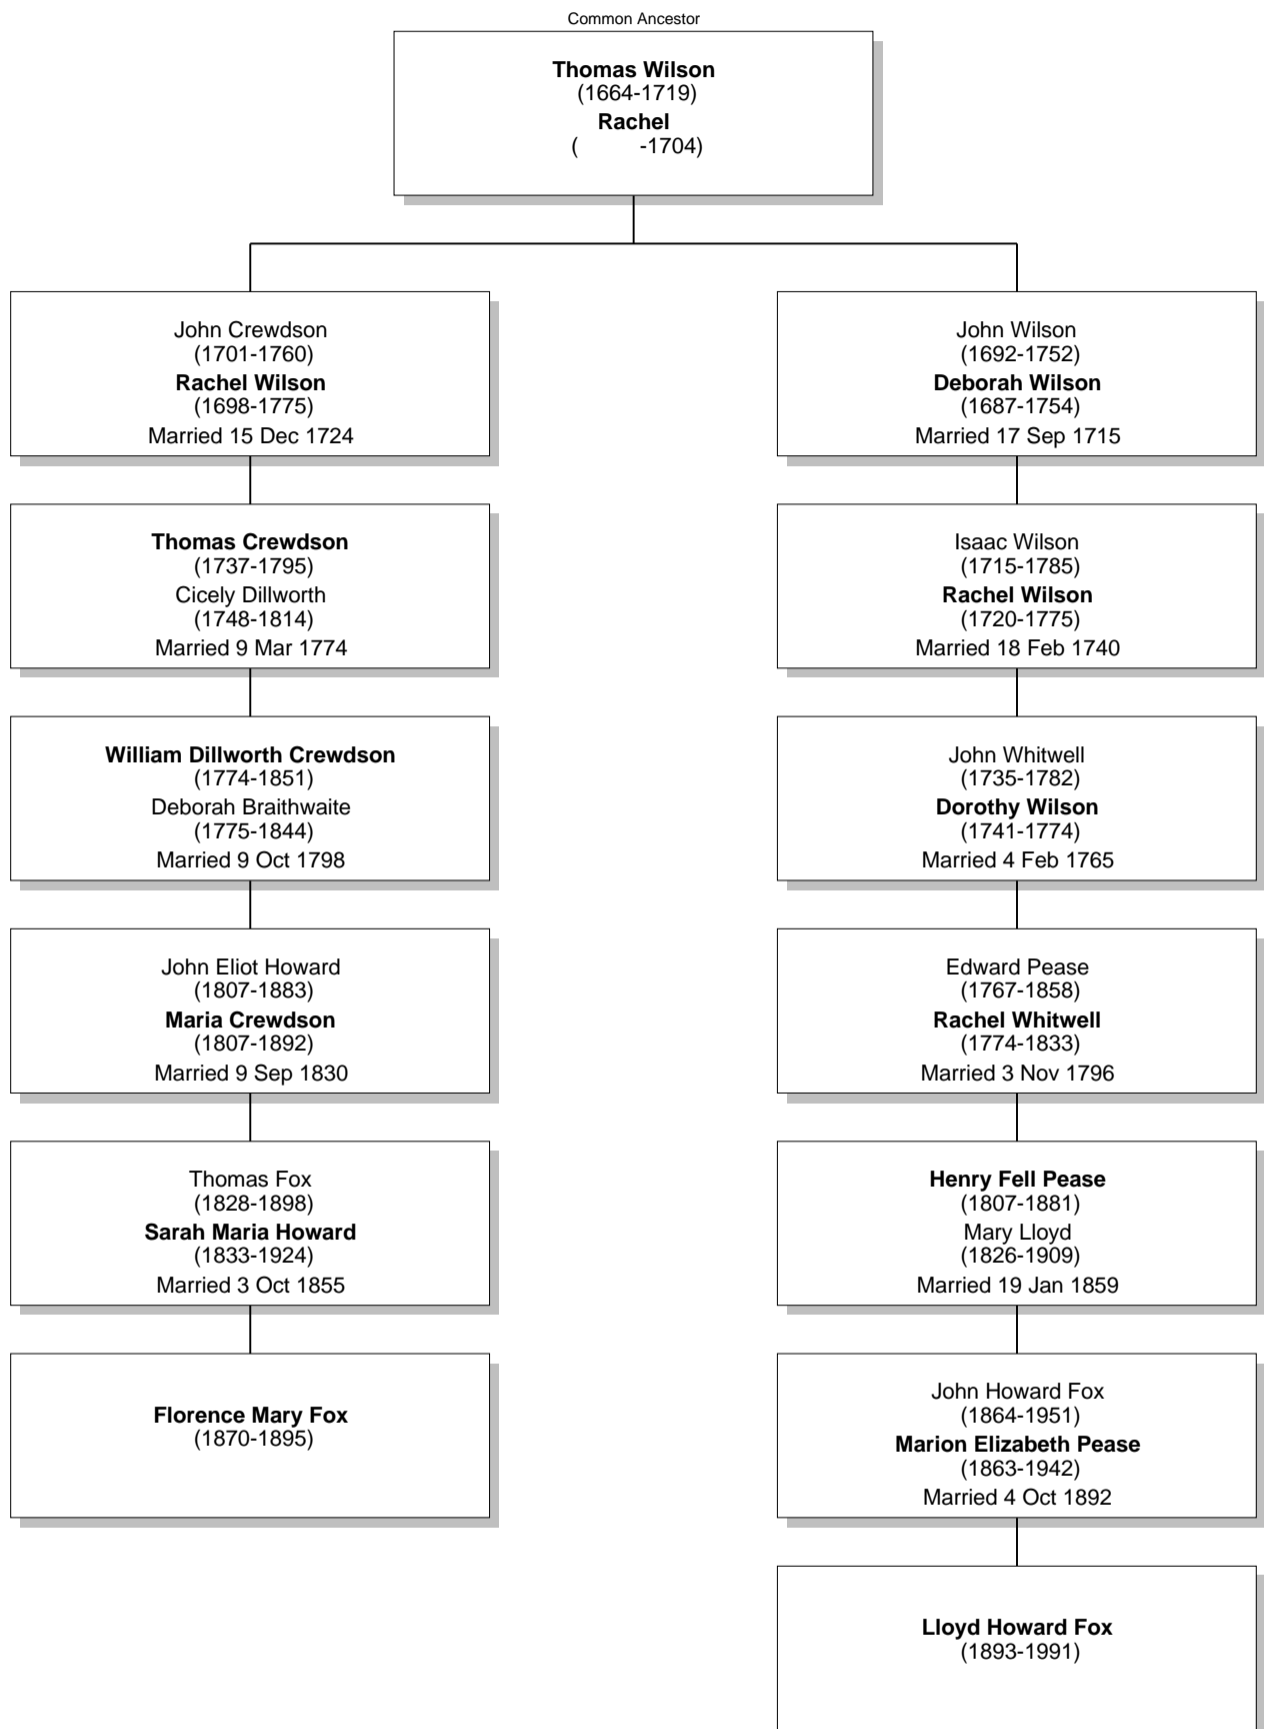 Common Ancestor
Thomas Wilson
(1664-1719)
Rachel
( -1704)
John Crewdson
(1701-1760)
Rachel Wilson
(1698-1775)
Married 15 Dec 1724
John Wilson
(1692-1752)
Deborah Wilson
(1687-1754)
Married 17 Sep 1715
Thomas Crewdson
(1737-1795)
Cicely Dillworth
(1748-1814)
Married 9 Mar 1774
Isaac Wilson
(1715-1785)
Rachel Wilson
(1720-1775)
Married 18 Feb 1740
William Dillworth Crewdson
(1774-1851)
Deborah Braithwaite
(1775-1844)
Married 9 Oct 1798
John Whitwell
(1735-1782)
Dorothy Wilson
(1741-1774)
Married 4 Feb 1765
John Eliot Howard
(1807-1883)
Maria Crewdson
(1807-1892)
Married 9 Sep 1830
Edward Pease
(1767-1858)
Rachel Whitwell
(1774-1833)
Married 3 Nov 1796
Thomas Fox
(1828-1898)
Sarah Maria Howard
(1833-1924)
Married 3 Oct 1855
Henry Fell Pease
(1807-1881)
Mary Lloyd
(1826-1909)
Married 19 Jan 1859
Florence Mary Fox
(1870-1895)
John Howard Fox
(1864-1951)
Marion Elizabeth Pease
(1863-1942)
Married 4 Oct 1892
Lloyd Howard Fox
(1893-1991)